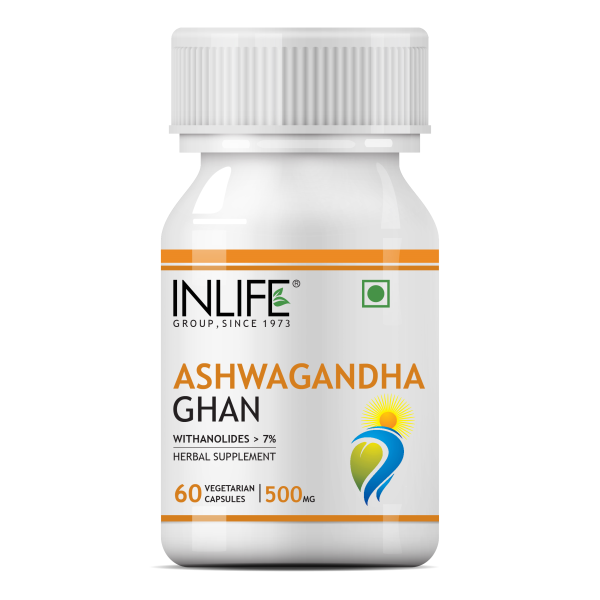 INLIFE®
GROUP, SINCE 1973
ASHWAGANDHA
GHAN
WITHANOLIDES > 7%
HERBAL SUPPLEMENT
60 VEGETARIAN CAPSULES | 500MG